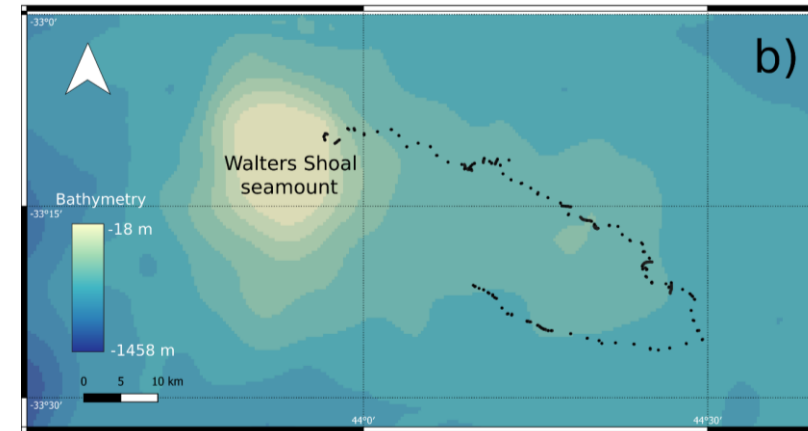 -33°0'
b)
Walters Shoal
seamount
Bathymetry
-33°15'
-18 m
-1458 m
0 5 10 km
-33°30'
44°0'
44°30'